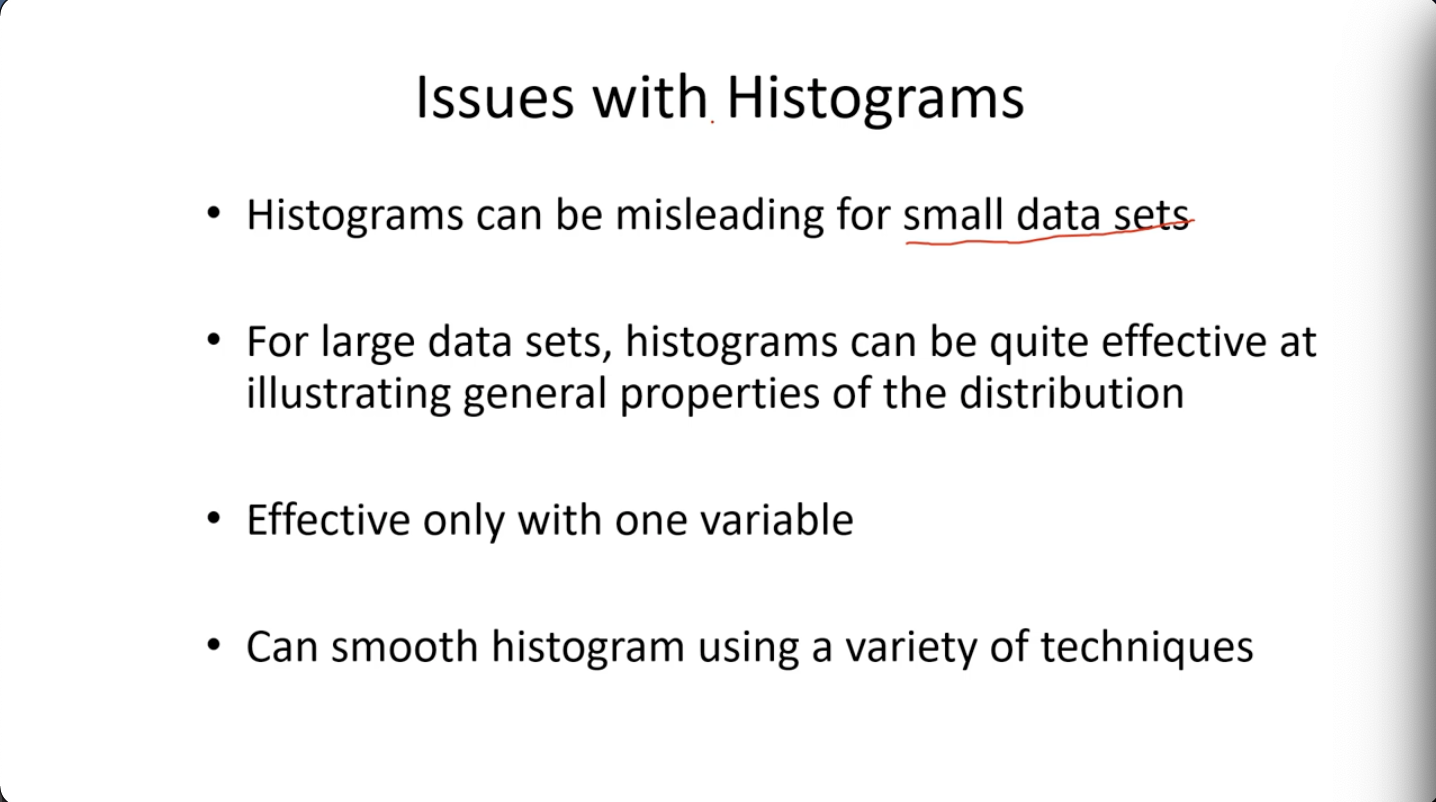 Issues with Histograms
• Histograms can be misleading for small data sets
• For large data sets, histograms can be quite effective at
illustrating general properties of the distribution
• Effective only with one variable
• Can smooth histogram using a variety of techniques